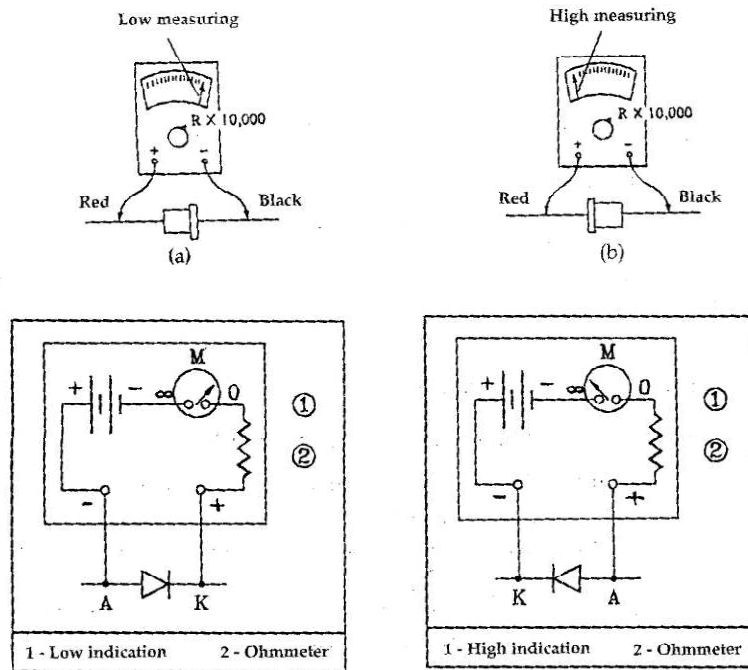 Low measuring
R X 10,000
+ -
Red Black
(a)
High measuring
R X 10,000
+ -
Red Black
(b)
M
+ - ∞ 0
①
②
- +
A K
1 - Low indication 2 - Ohmmeter
M
+ - ∞ 0
①
②
- +
K A
1 - High indication 2 - Ohmmeter